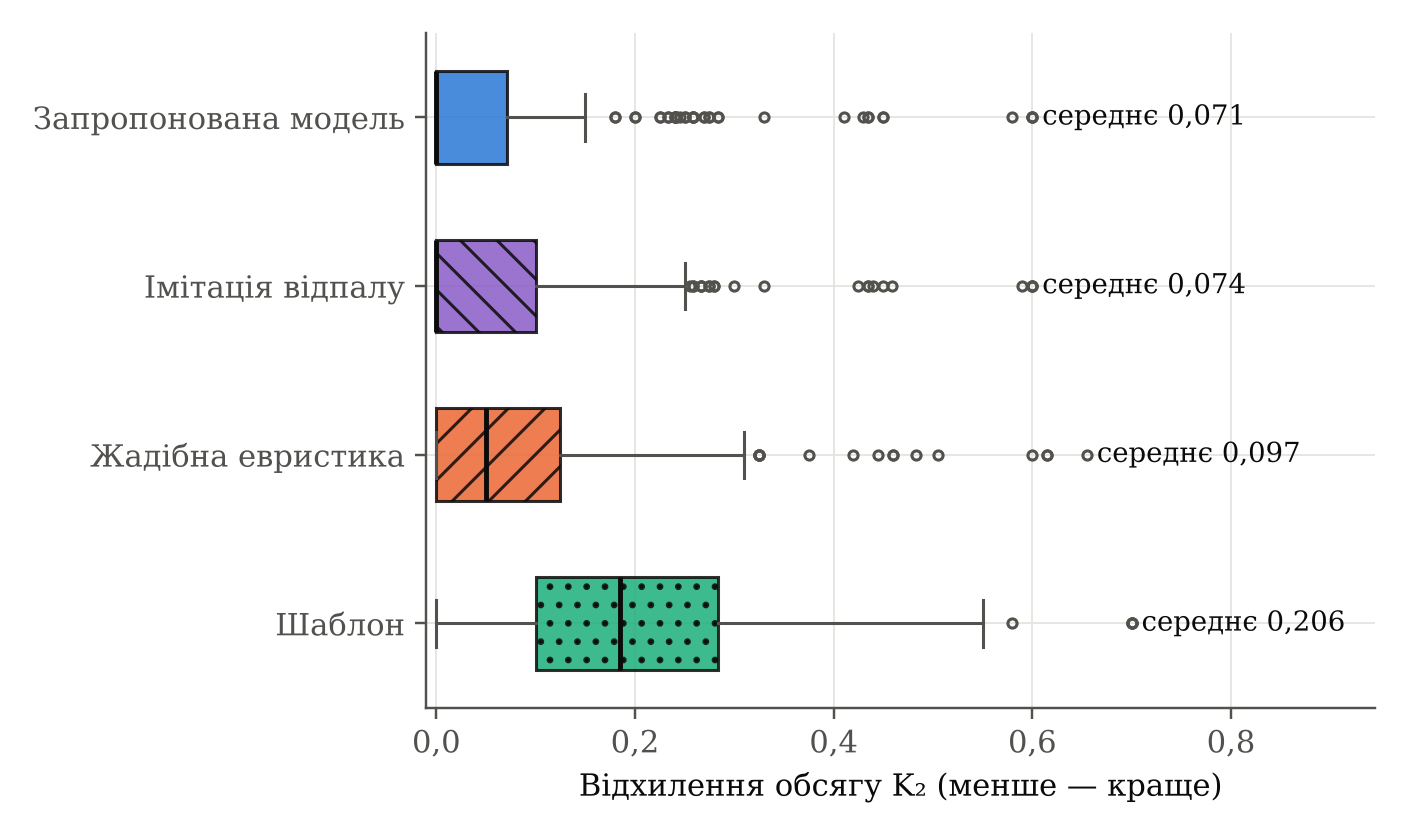 Запропонована модель
середнє 0,071
Імітація відпалу
середнє 0,074
Жадібна евристика
середнє 0,097
Шаблон
середнє 0,206
0,0 0,2 0,4 0,6 0,8
Відхилення обсягу K₂ (менше — краще)